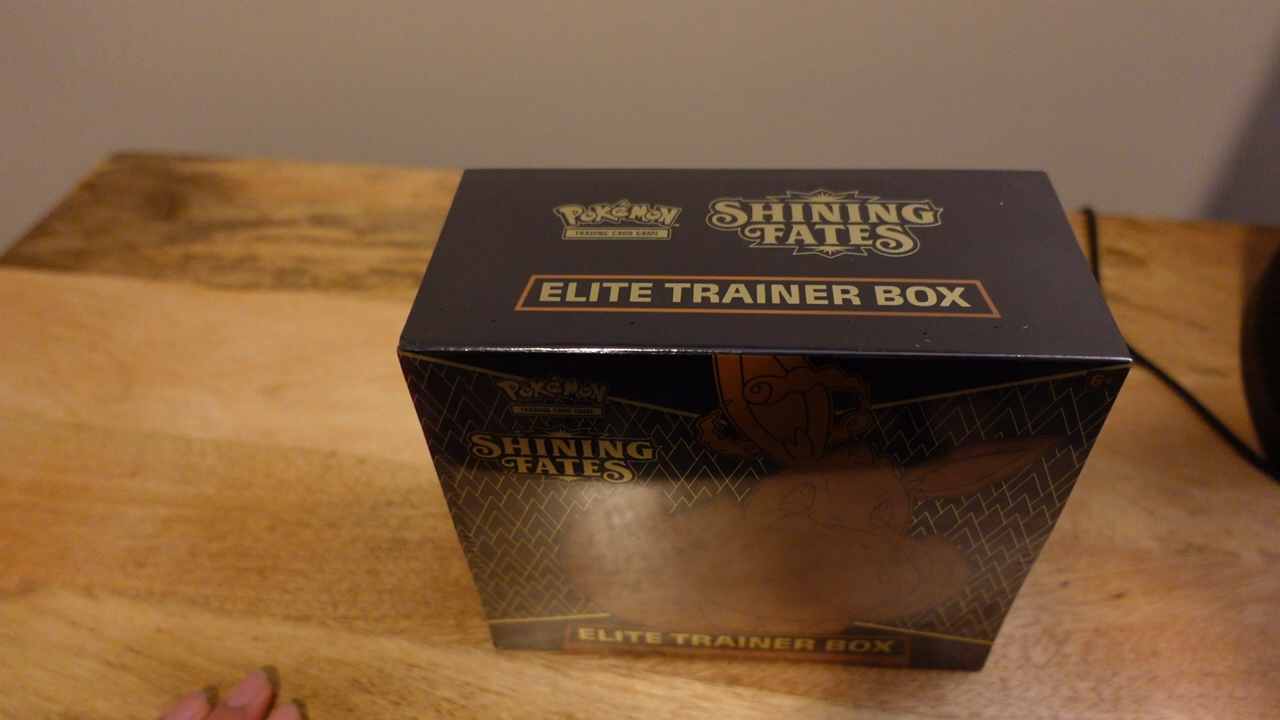 POKéMON
TRADING CARD GAME
SHINING
FATES
ELITE TRAINER BOX
POKéMON
TRADING CARD GAME
6+
SHINING
FATES
ELITE TRAINER BOX